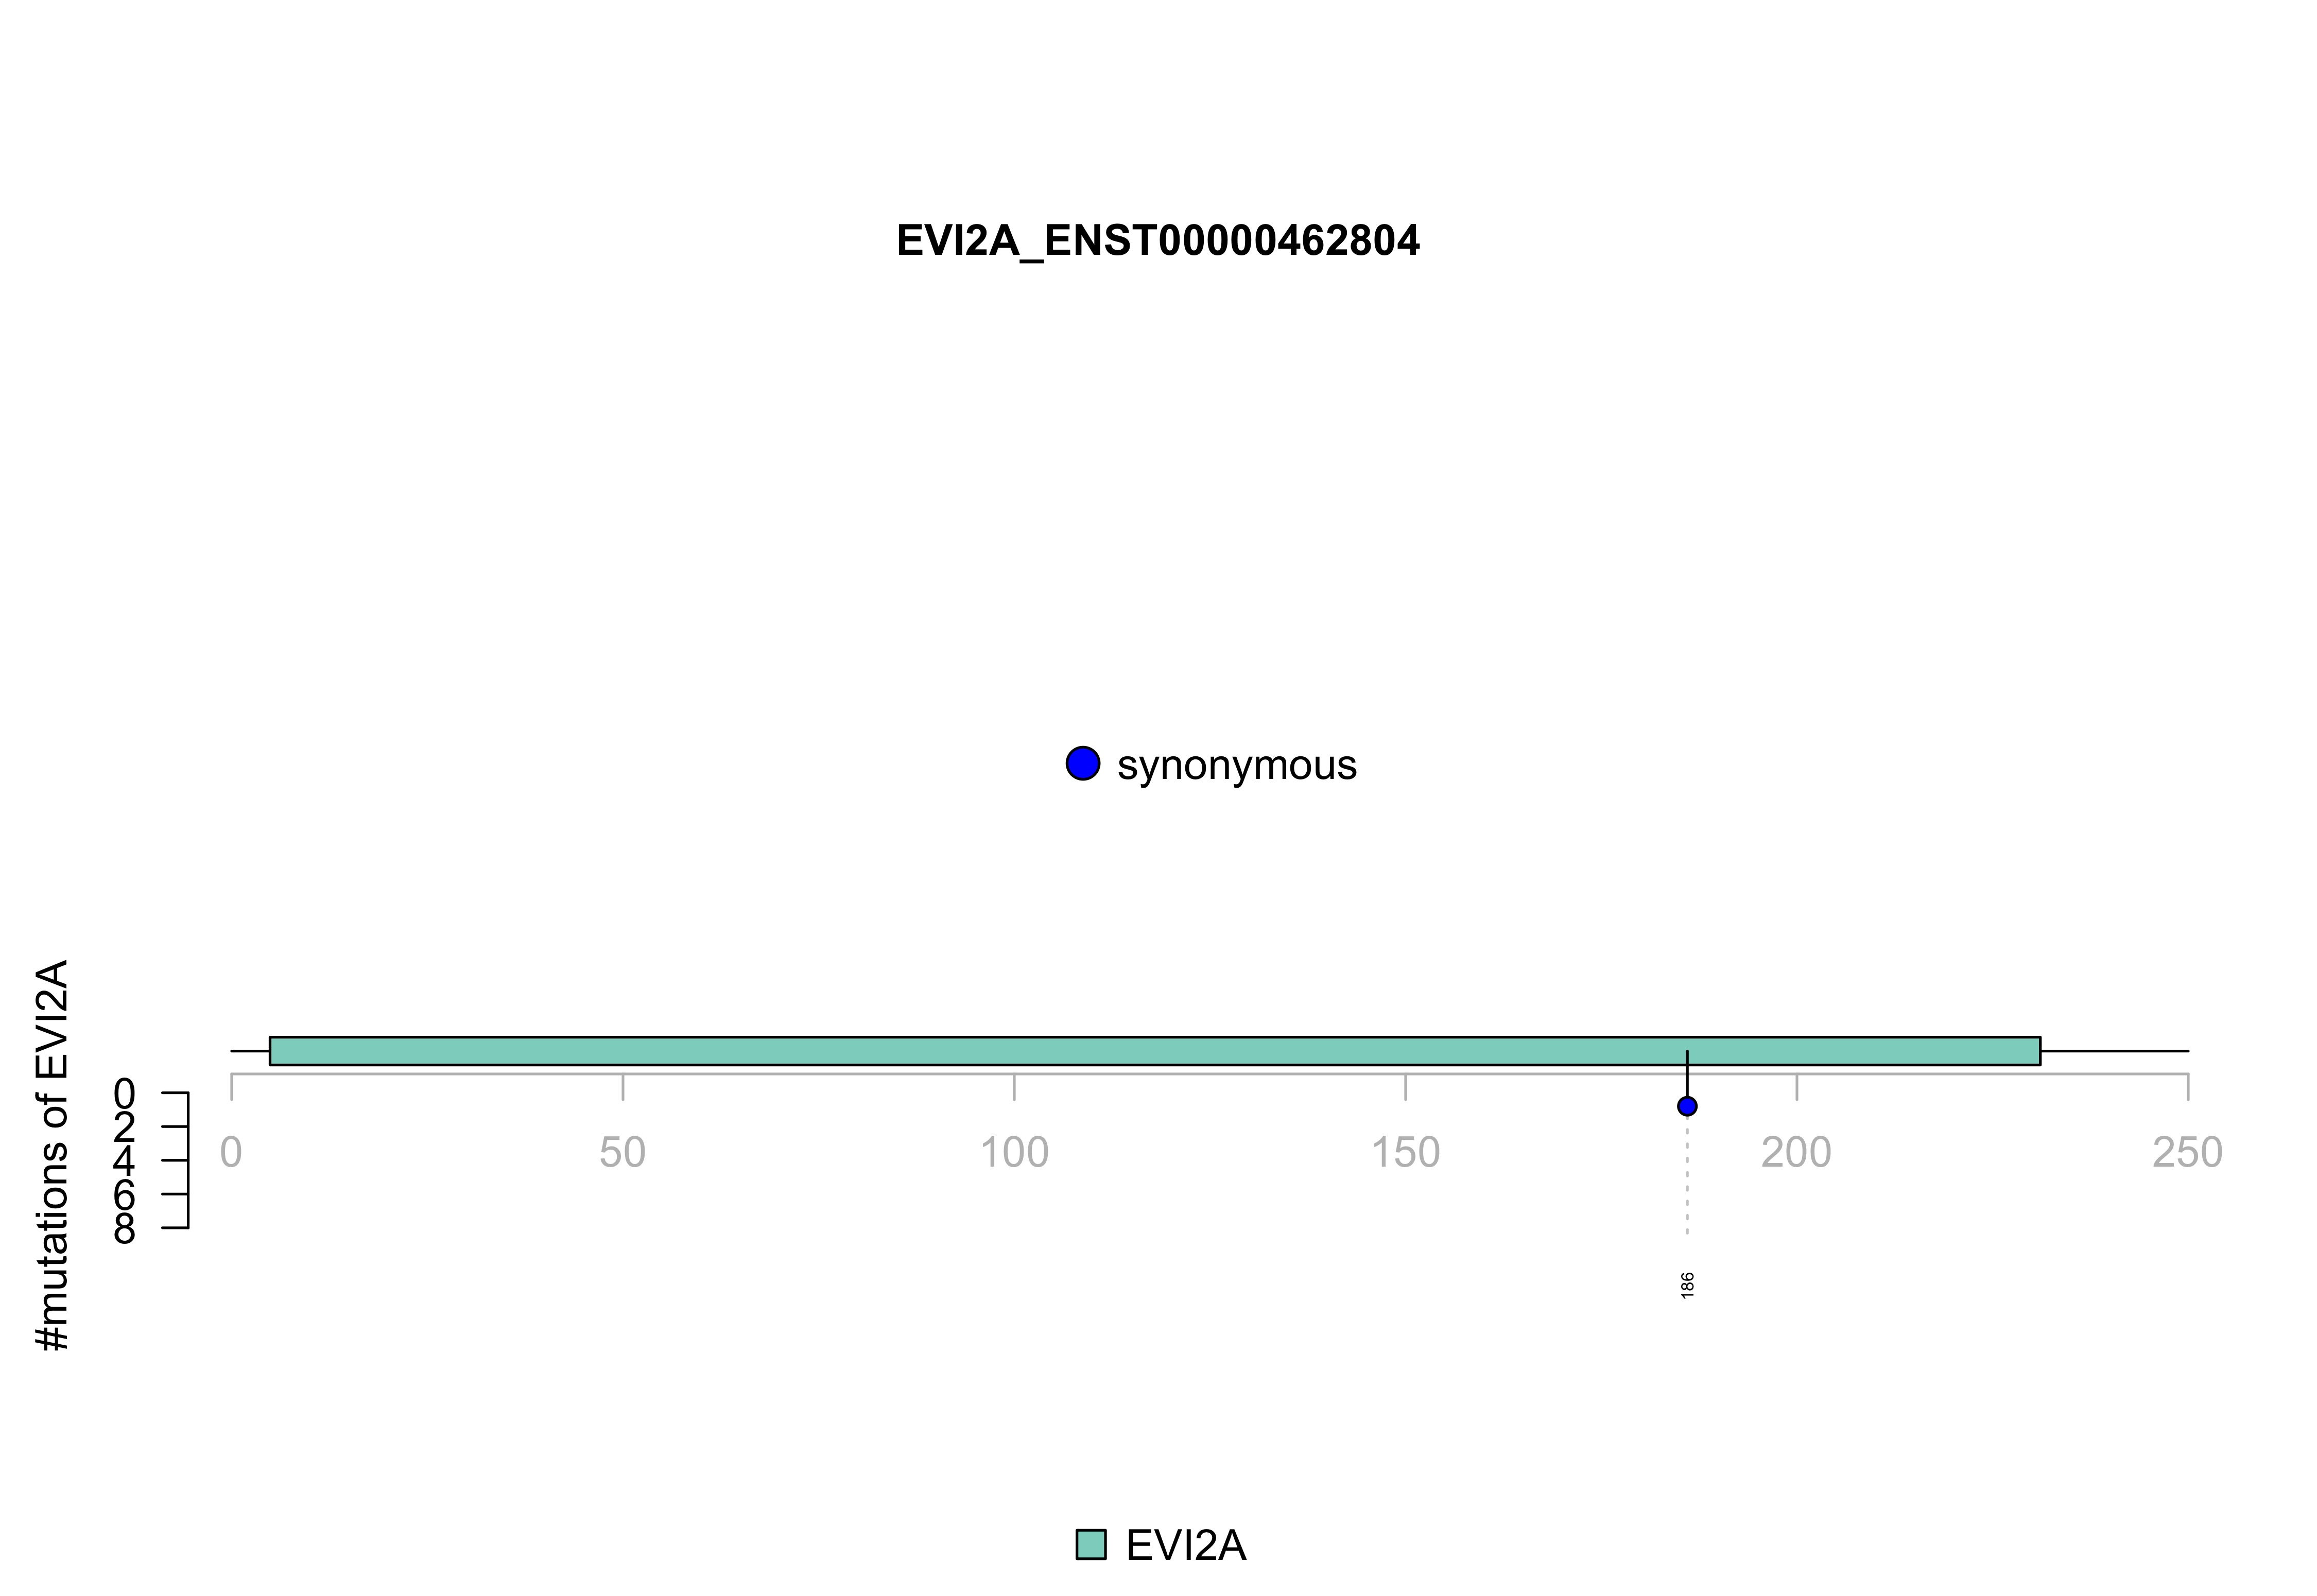 EVI2A_ENST00000462804
synonymous
#mutations of EVI2A
0
2
4
6
8
0 50 100 150 200 250
186
EVI2A